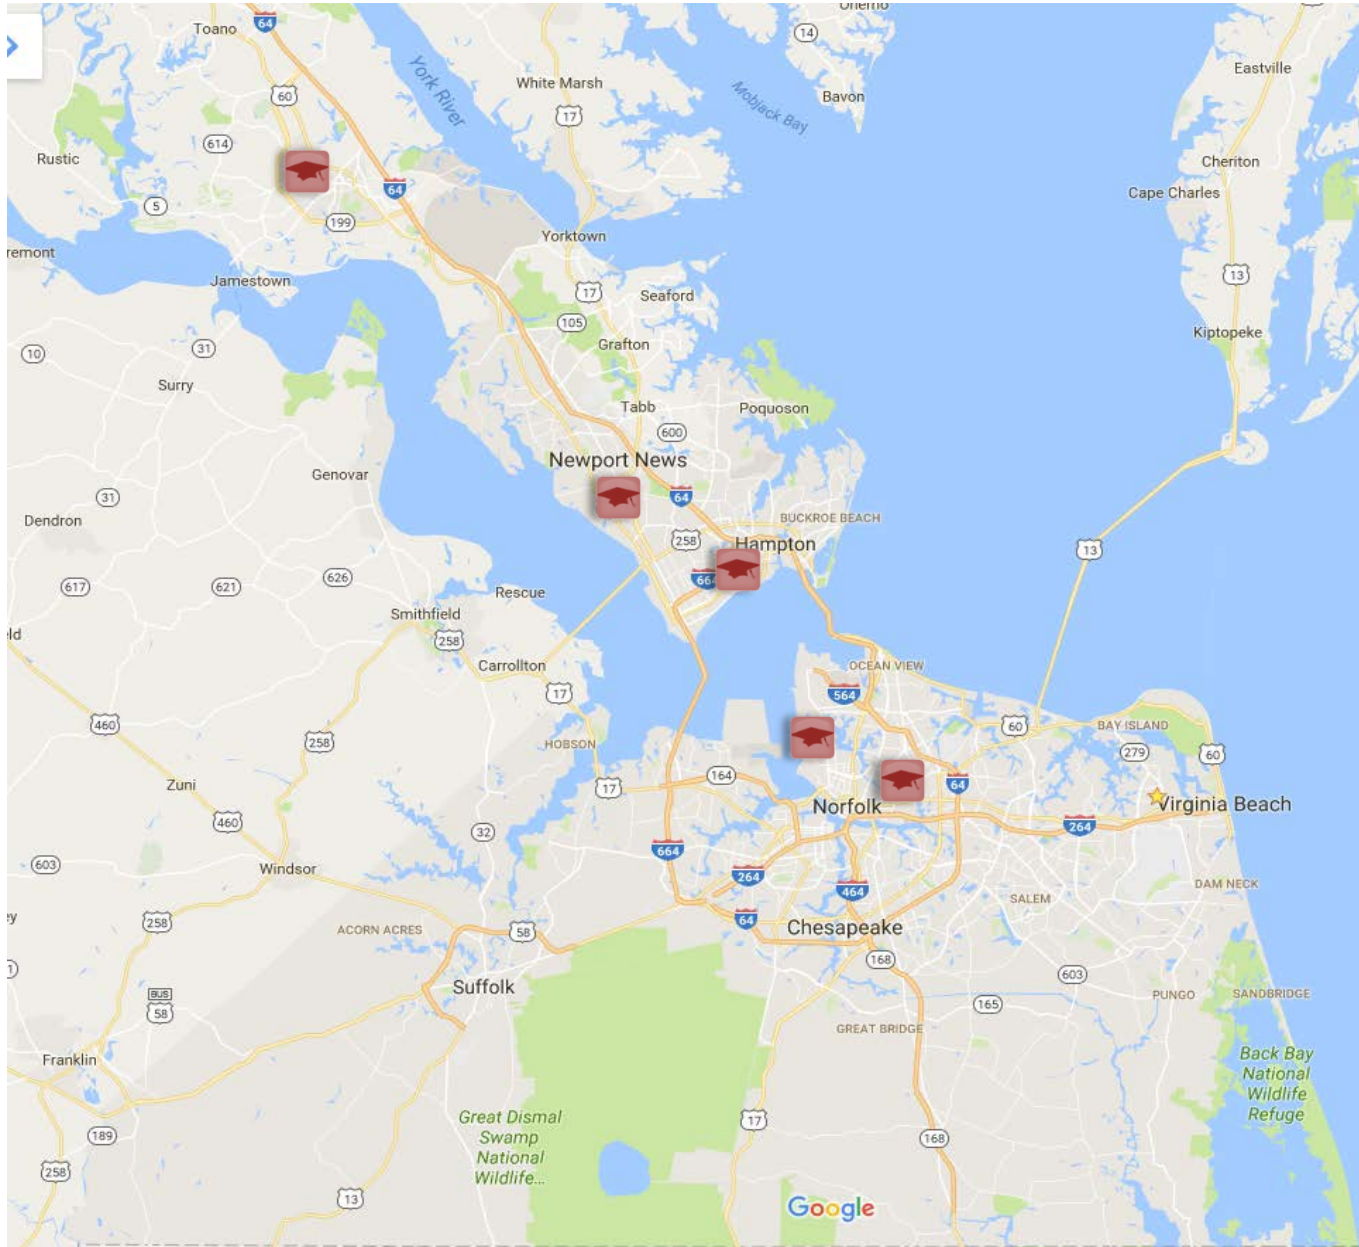 Toano
64
14
60
White Marsh
17
York River
Mobjack Bay
Bavon
Eastville
614
Rustic
Cheriton
64
Cape Charles
5
199
Yorktown
Jamestown
17
Seaford
13
105
Kiptopeke
10
31
Grafton
Surry
Tabb
Poquoson
600
Newport News
Genovar
64
31
Dendron
BUCKROE BEACH
258
Hampton
13
617
621
626
664
Rescue
Smithfield
258
Carrollton
OCEAN VIEW
17
564
460
258
HOBSON
60
BAY ISLAND
279
60
Zuni
17
164
64
Norfolk
Virginia Beach
460
264
32
603
664
Windsor
264
464
DAM NECK
SALEM
258
ACORN ACRES
58
64
Chesapeake
168
603
Suffolk
BUS
58
165
PUNGO
SANDBRIDGE
GREAT BRIDGE
Franklin
Back Bay
National
Wildlife
Refuge
Great Dismal
Swamp
National
Wildlife...
17
189
168
258
13
Google